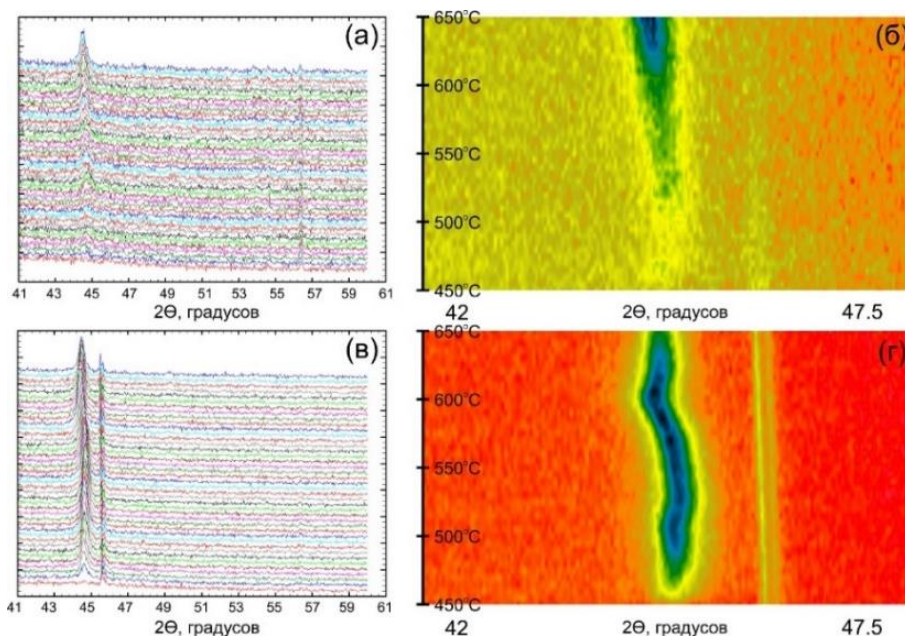 (а)
41 43 45 47 49 51 53 55 57 59 61
2Θ, градусов
(б)
650°C
600°C
550°C
500°C
450°C
42 2Θ, градусов 47.5
(в)
41 43 45 47 49 51 53 55 57 59 61
2Θ, градусов
(г)
650°C
600°C
550°C
500°C
450°C
42 2Θ, градусов 47.5